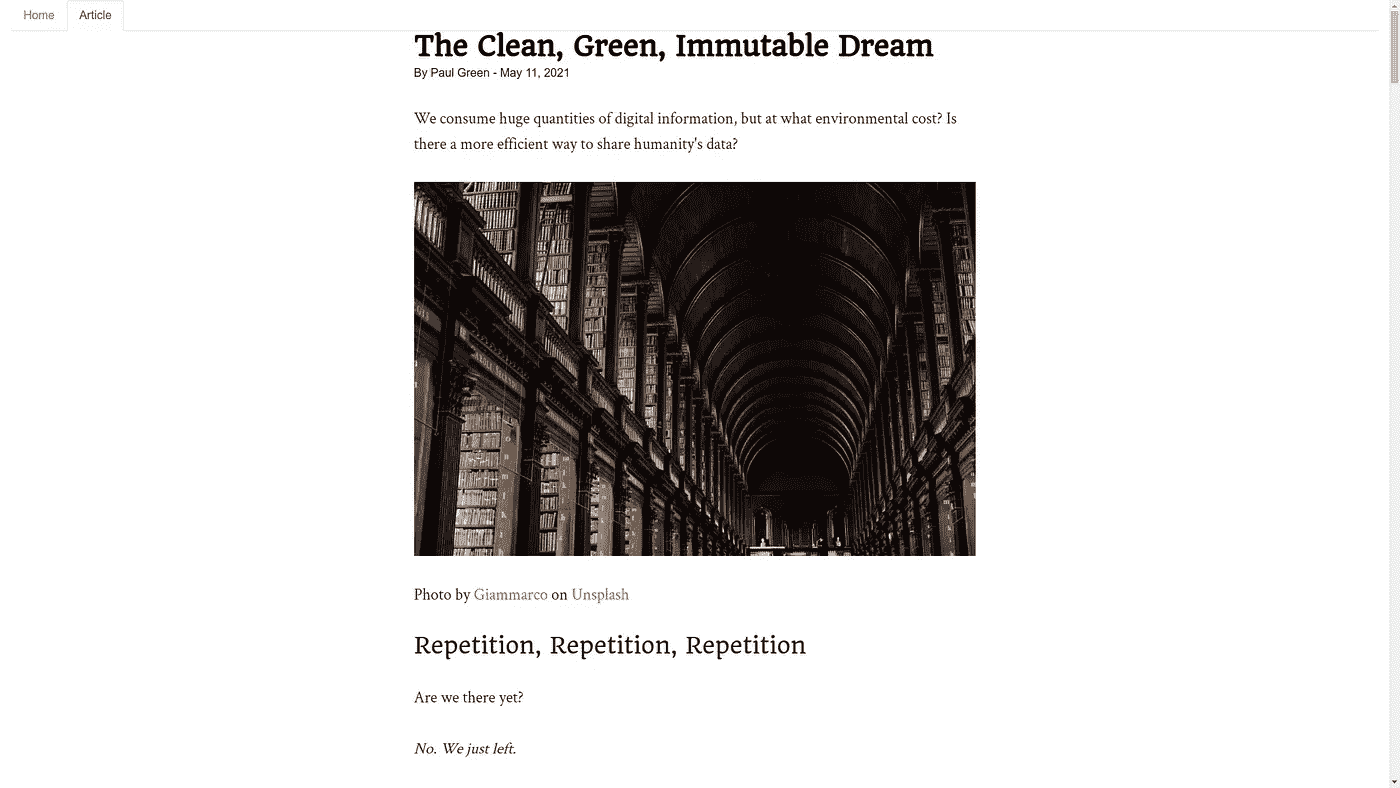 Home Article
The Clean, Green, Immutable Dream
By Paul Green - May 11, 2021
We consume huge quantities of digital information, but at what environmental cost? Is
there a more efficient way to share humanity's data?
Photo by Giammarco on Unsplash
Repetition, Repetition, Repetition
Are we there yet?
No. We just left.